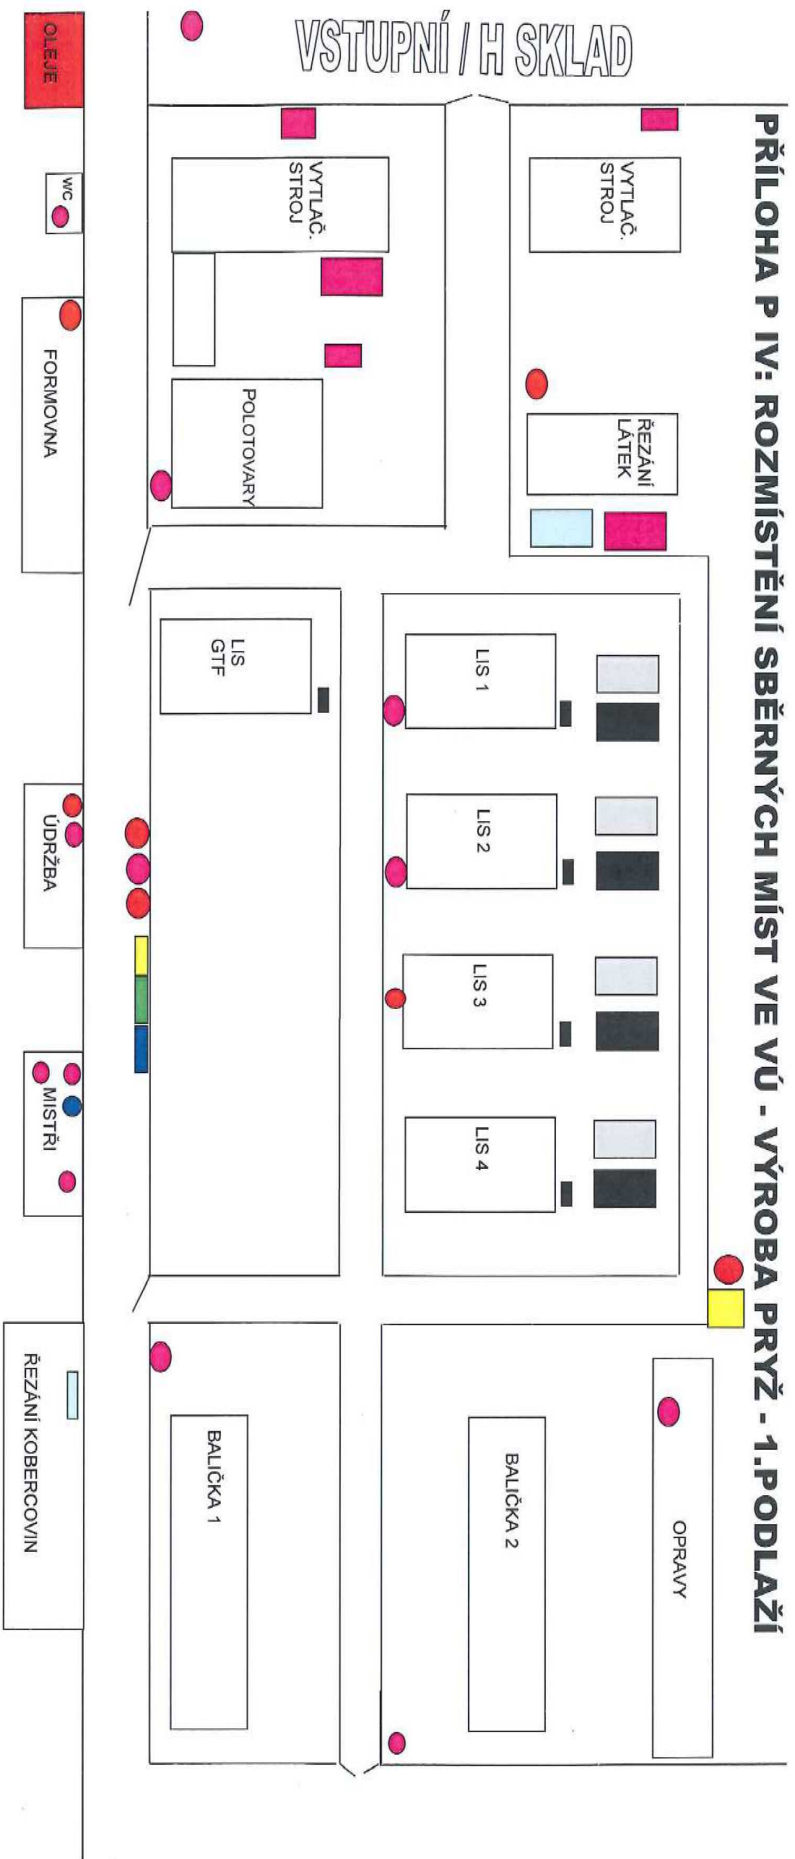 PŘÍLOHA P IV: ROZMÍSTĚNÍ SBĚRNÝCH MÍST VE VÚ - VÝROBA PRYŽ - 1.PODLAŽÍ
VSTUPNÍ / H SKLAD
VYTLAČ.
STROJ
ŘEZÁNÍ
LÁTEK
OPRAVY
VYTLAČ.
STROJ
POLOTOVARY
LIS 1
LIS 2
LIS 3
LIS 4
BALIČKA 2
LIS
GTF
BALIČKA 1
OLEJE
WC
FORMOVNA
ÚDRŽBA
MISTŘI
ŘEZÁNÍ KOBERCOVIN